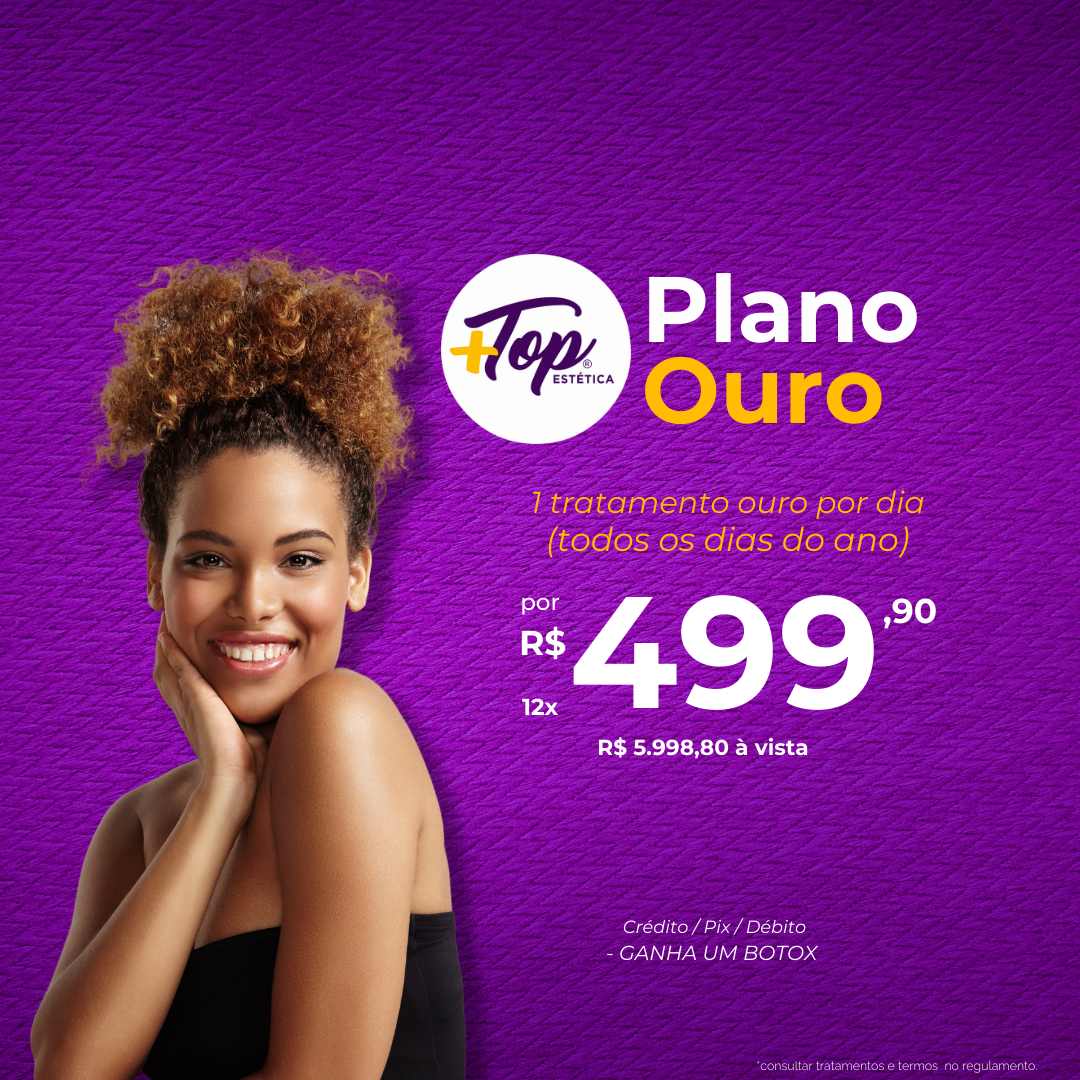 +Top®
ESTÉTICA
Plano
Ouro
1 tratamento ouro por dia
(todos os dias do ano)
por
R$ 499,90
12x
R$ 5.998,80 à vista
Crédito / Pix / Débito
- GANHA UM BOTOX
*consultar tratamentos e termos no regulamento.